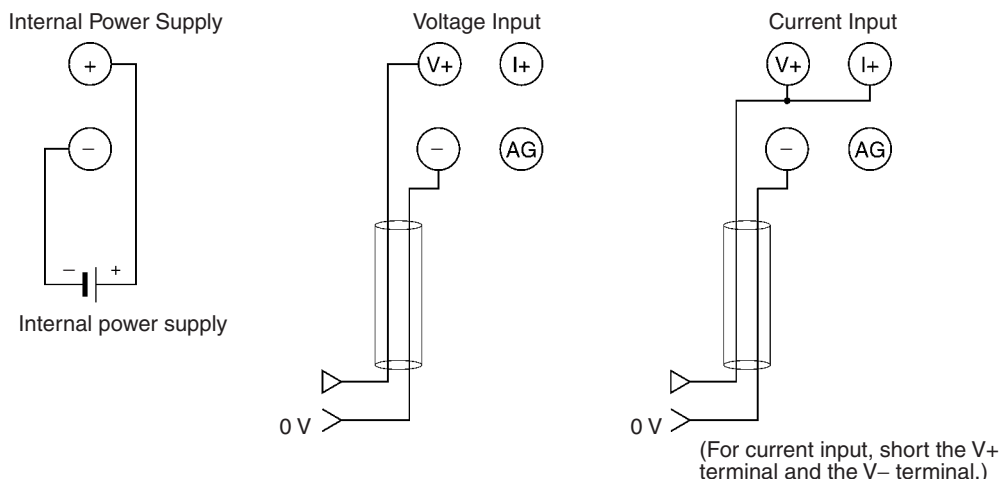 Internal Power Supply
Voltage Input
Current Input
+
V+
I+
V+
I+
−
−
AG
−
AG
−
+
Internal power supply
0 V
0 V
(For current input, short the V+
terminal and the V− terminal.)